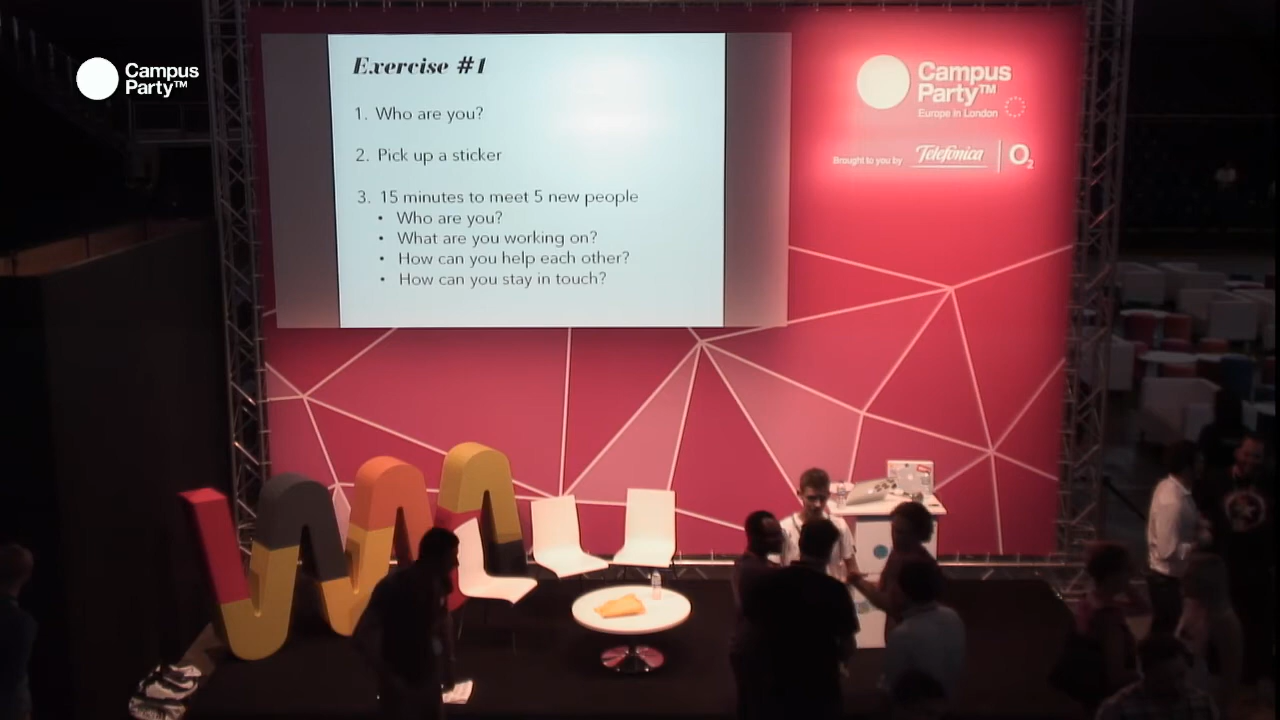 Campus
Party™
Exercise #1
1. Who are you?
2. Pick up a sticker
3. 15 minutes to meet 5 new people
• Who are you?
• What are you working on?
• How can you help each other?
• How can you stay in touch?
Campus
Party™
Europe in London
Brought to you by Telefónica O2